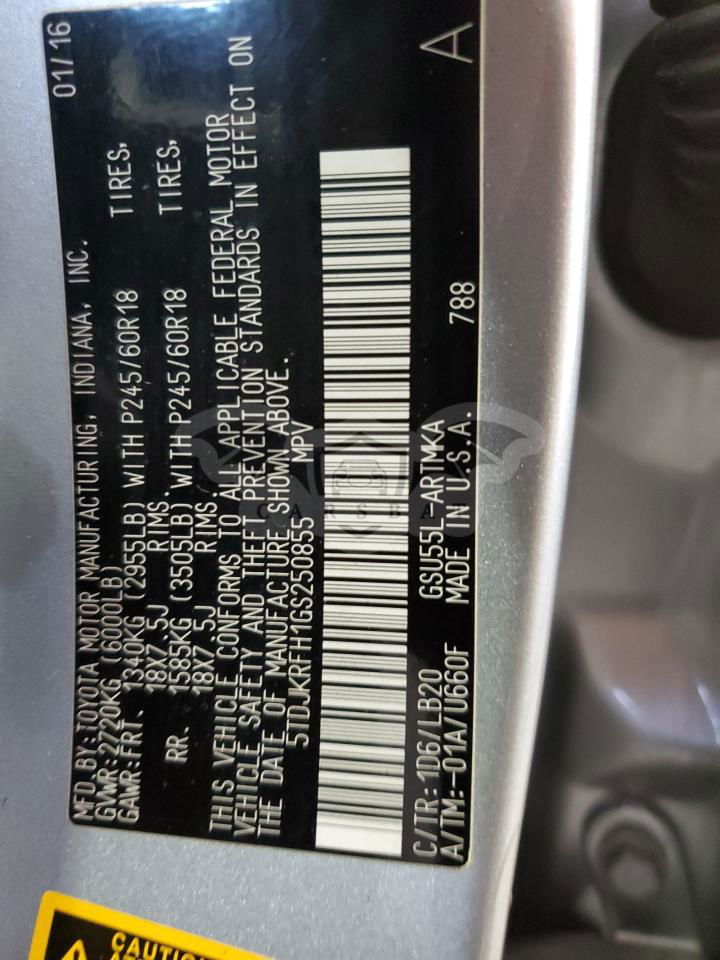 MFD.BY:TOYOTA MOTOR MANUFACTURING, INDIANA, INC. 01/16
GVWR:2720KG (6000LB)
GAWR:FRT. 1340KG (2955LB) WITH P245/60R18 TIRES,
18X7.5J RIMS.
RR. 1585KG (3505LB) WITH P245/60R18 TIRES,
18X7.5J RIMS.
THIS VEHICLE CONFORMS TO ALL APPLICABLE FEDERAL MOTOR
VEHICLE SAFETY AND THEFT PREVENTION STANDARDS IN EFFECT ON
THE DATE OF MANUFACTURE SHOWN ABOVE.
5TDJKRFH1GS250855 MPV
C/TR:1D6/LB20 GSU55L-ARTMKA 788 A
A/TM:-01A/U660F MADE IN U.S.A.
CARSBA
CAUTI